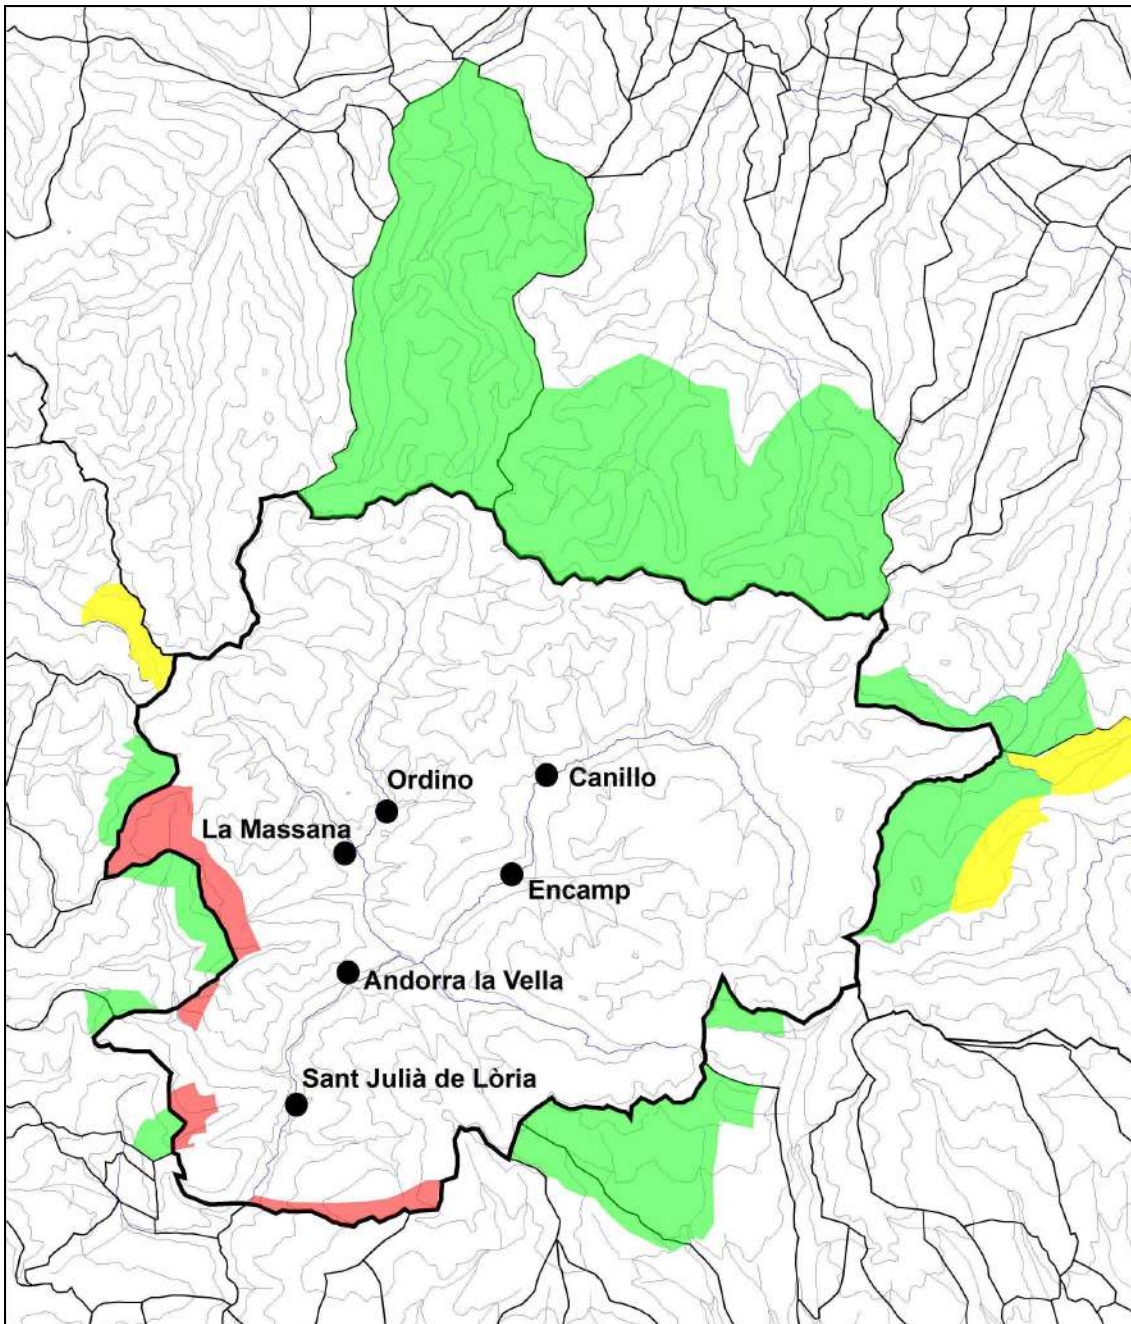 Ordino
Canillo
La Massana
Encamp
Andorra la Vella
Sant Julià de Lòria